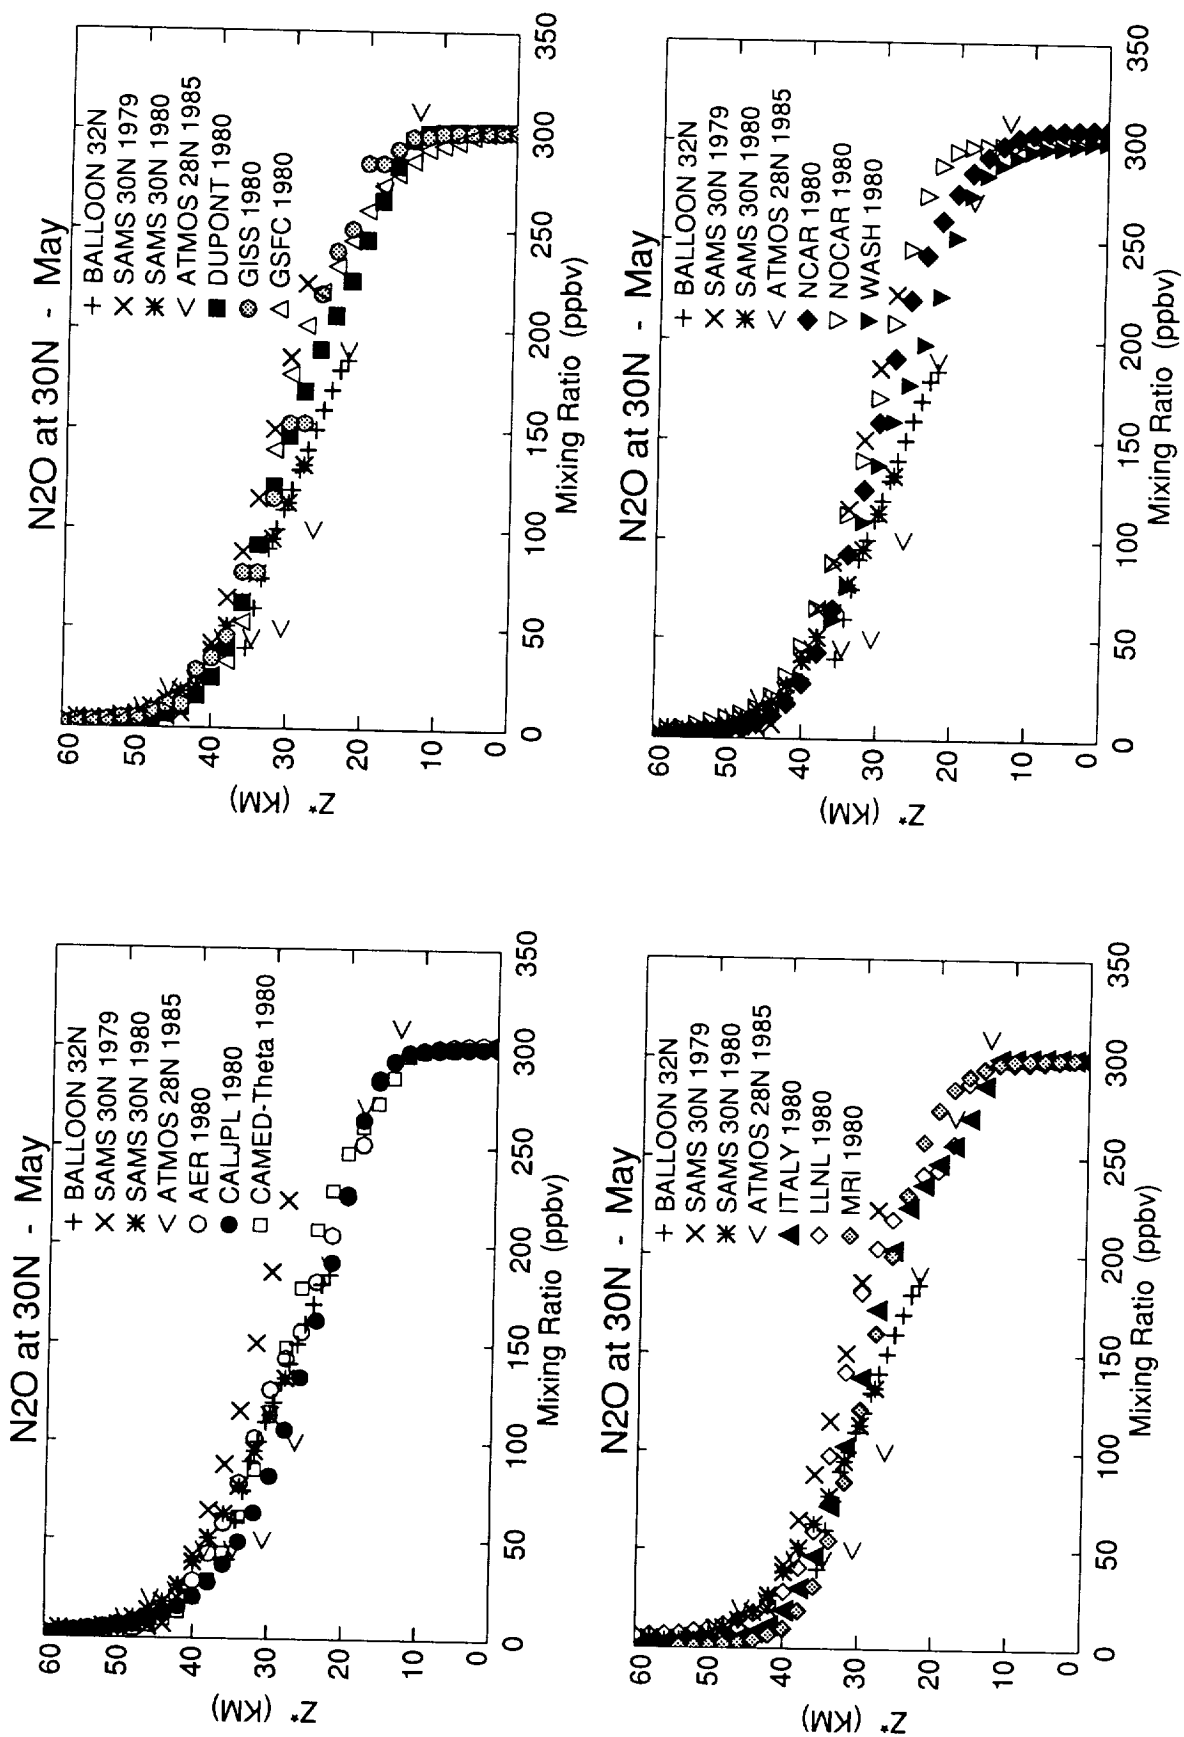 N2O at 30N - May
Z* (KM)
60
50
40
30
20
10
0
+ BALLOON 32N
× SAMS 30N 1979
SAMS 30N 1980
< ATMOS 28N 1985
AER 1980
CALJPL 1980
CAMED-Theta 1980
0 50 100 150 200 250 300 350
Mixing Ratio (ppbv)
N2O at 30N - May
Z* (KM)
60
50
40
30
20
10
0
+ BALLOON 32N
× SAMS 30N 1979
SAMS 30N 1980
< ATMOS 28N 1985
DUPONT 1980
GISS 1980
GSFC 1980
0 50 100 150 200 250 300 350
Mixing Ratio (ppbv)
N2O at 30N - May
Z* (KM)
60
50
40
30
20
10
0
+ BALLOON 32N
× SAMS 30N 1979
SAMS 30N 1980
< ATMOS 28N 1985
ITALY 1980
LLNL 1980
MRI 1980
0 50 100 150 200 250 300 350
Mixing Ratio (ppbv)
N2O at 30N - May
Z* (KM)
60
50
40
30
20
10
0
+ BALLOON 32N
× SAMS 30N 1979
SAMS 30N 1980
< ATMOS 28N 1985
NCAR 1980
NOCAR 1980
WASH 1980
0 50 100 150 200 250 300 350
Mixing Ratio (ppbv)